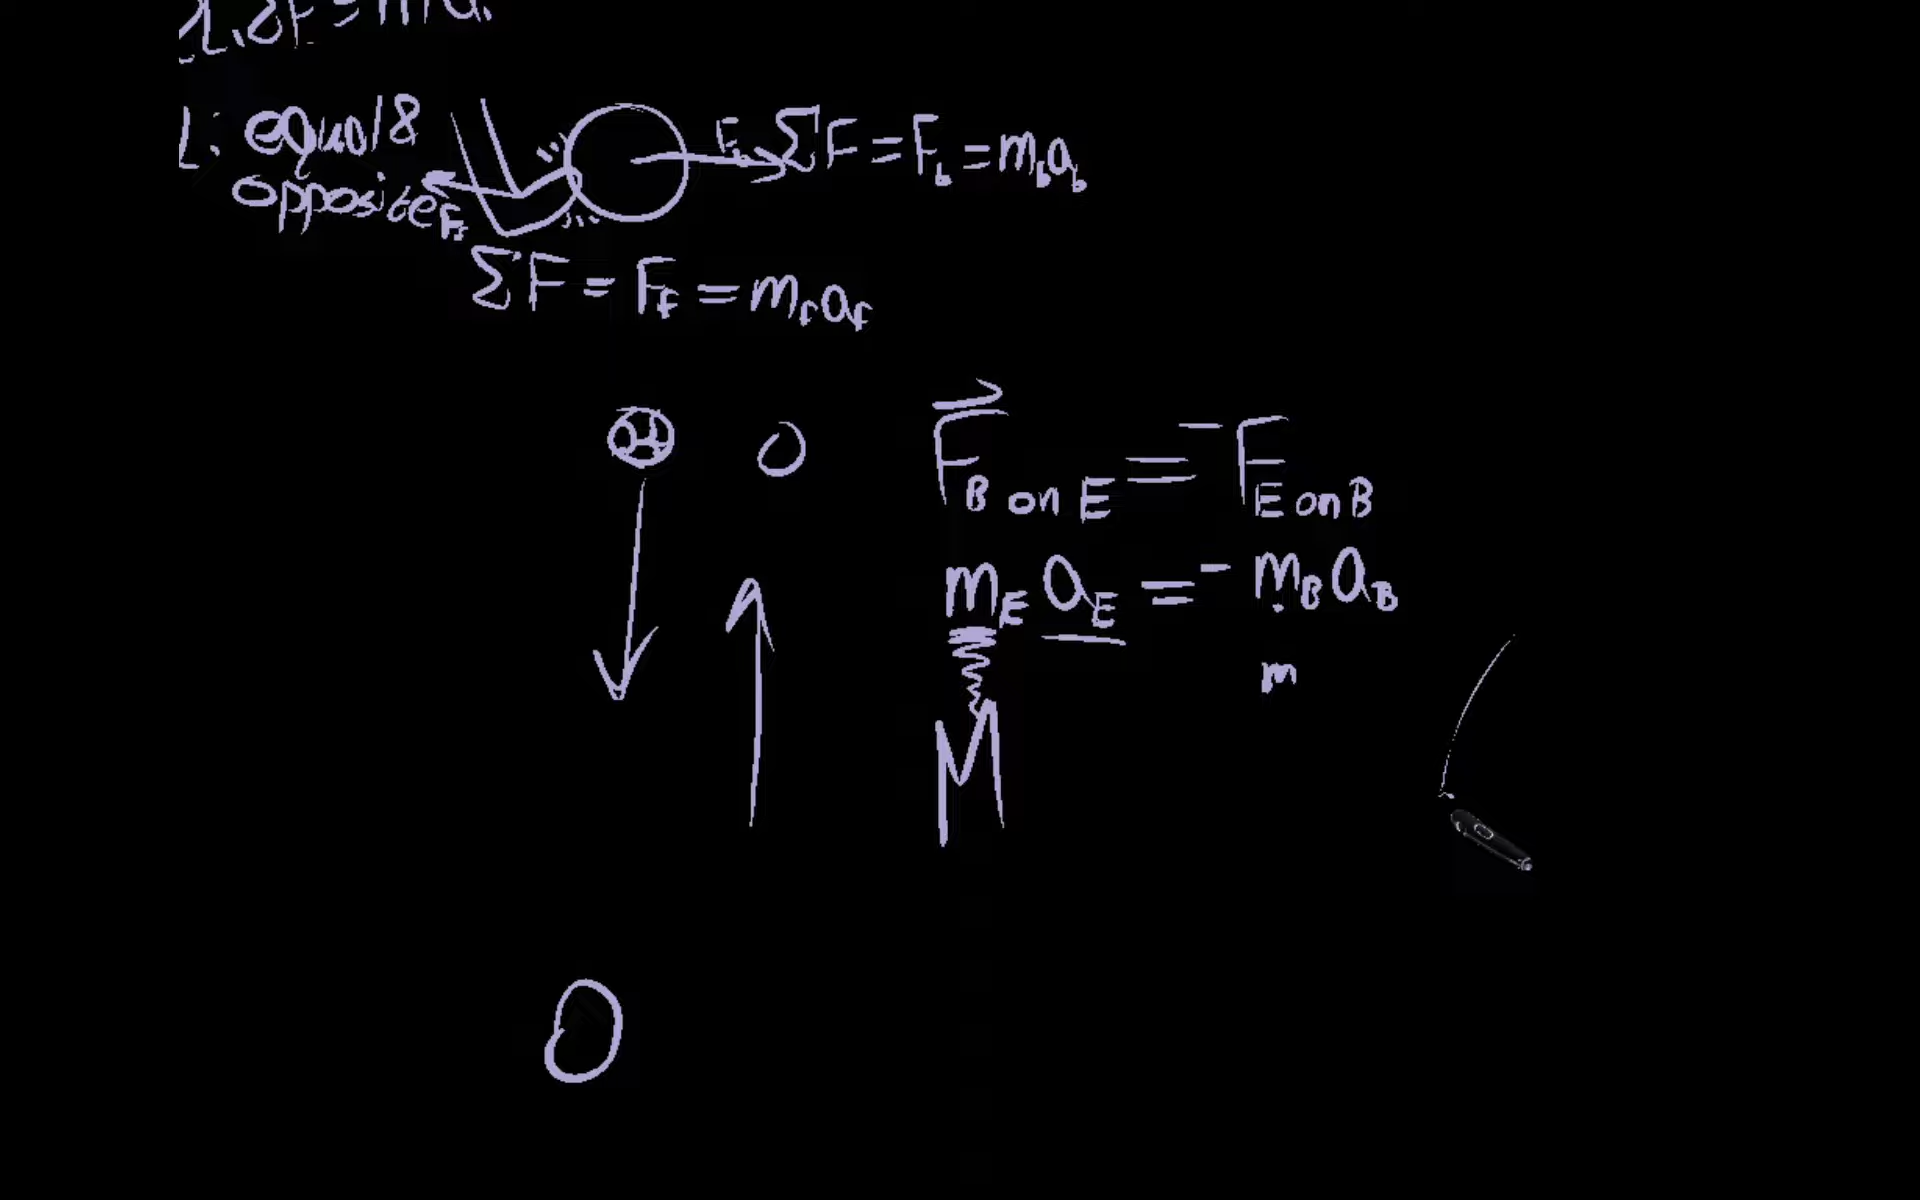 ΣF = ma.
L: equal &
opposite F_f
F_b ΣF = F_b = m_b a_b
ΣF = F_f = m_f a_f
F⃗_B on E = -F_E on B
m_E a_E = - m_B a_B
m
M